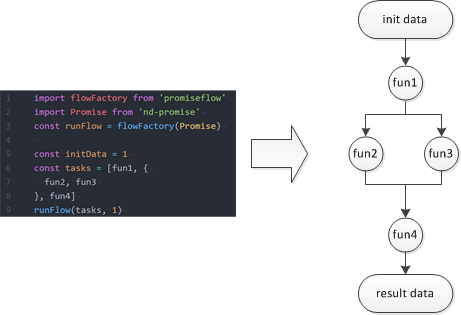 1 import flowFactory from 'promiseflow'
2 import Promise from 'nd-promise'
3 const runFlow = flowFactory(Promise)
4
5 const initData = 1
6 const tasks = [fun1, {
7 fun2, fun3
8 }, fun4]
9 runFlow(tasks, 1)
init data
fun1
fun2 fun3
fun4
result data